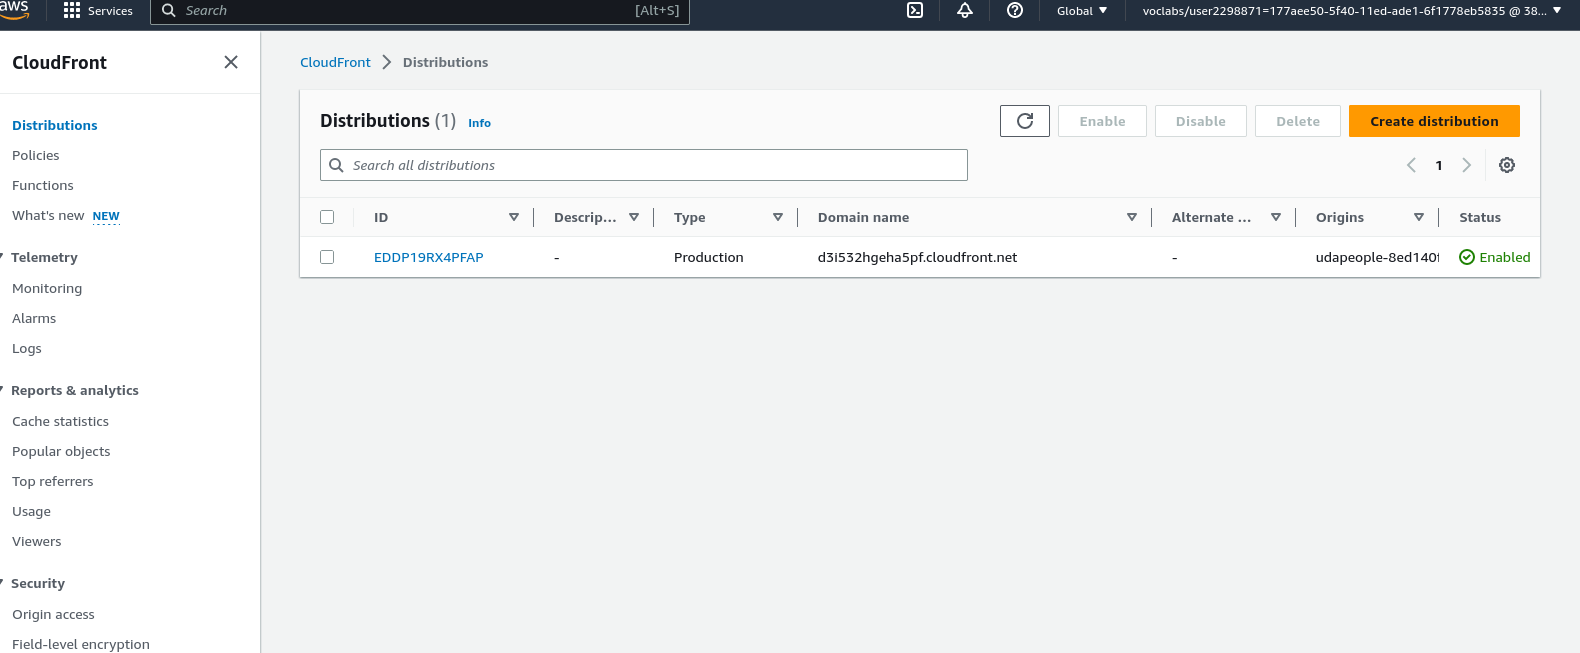 aws
Services
Search [Alt+S]
Global
voclabs/user2298871=177aee50-5f40-11ed-ade1-6f1778eb5835 @ 38...
CloudFront
Distributions
Policies
Functions
What's new NEW
Telemetry
Monitoring
Alarms
Logs
Reports & analytics
Cache statistics
Popular objects
Top referrers
Usage
Viewers
Security
Origin access
Field-level encryption
CloudFront > Distributions
Distributions (1) Info
Enable
Disable
Delete
Create distribution
Search all distributions
1
ID Descrip... Type Domain name Alternate ... Origins Status
EDDP19RX4PFAP - Production d3i532hgeha5pf.cloudfront.net - udapeople-8ed140 Enabled